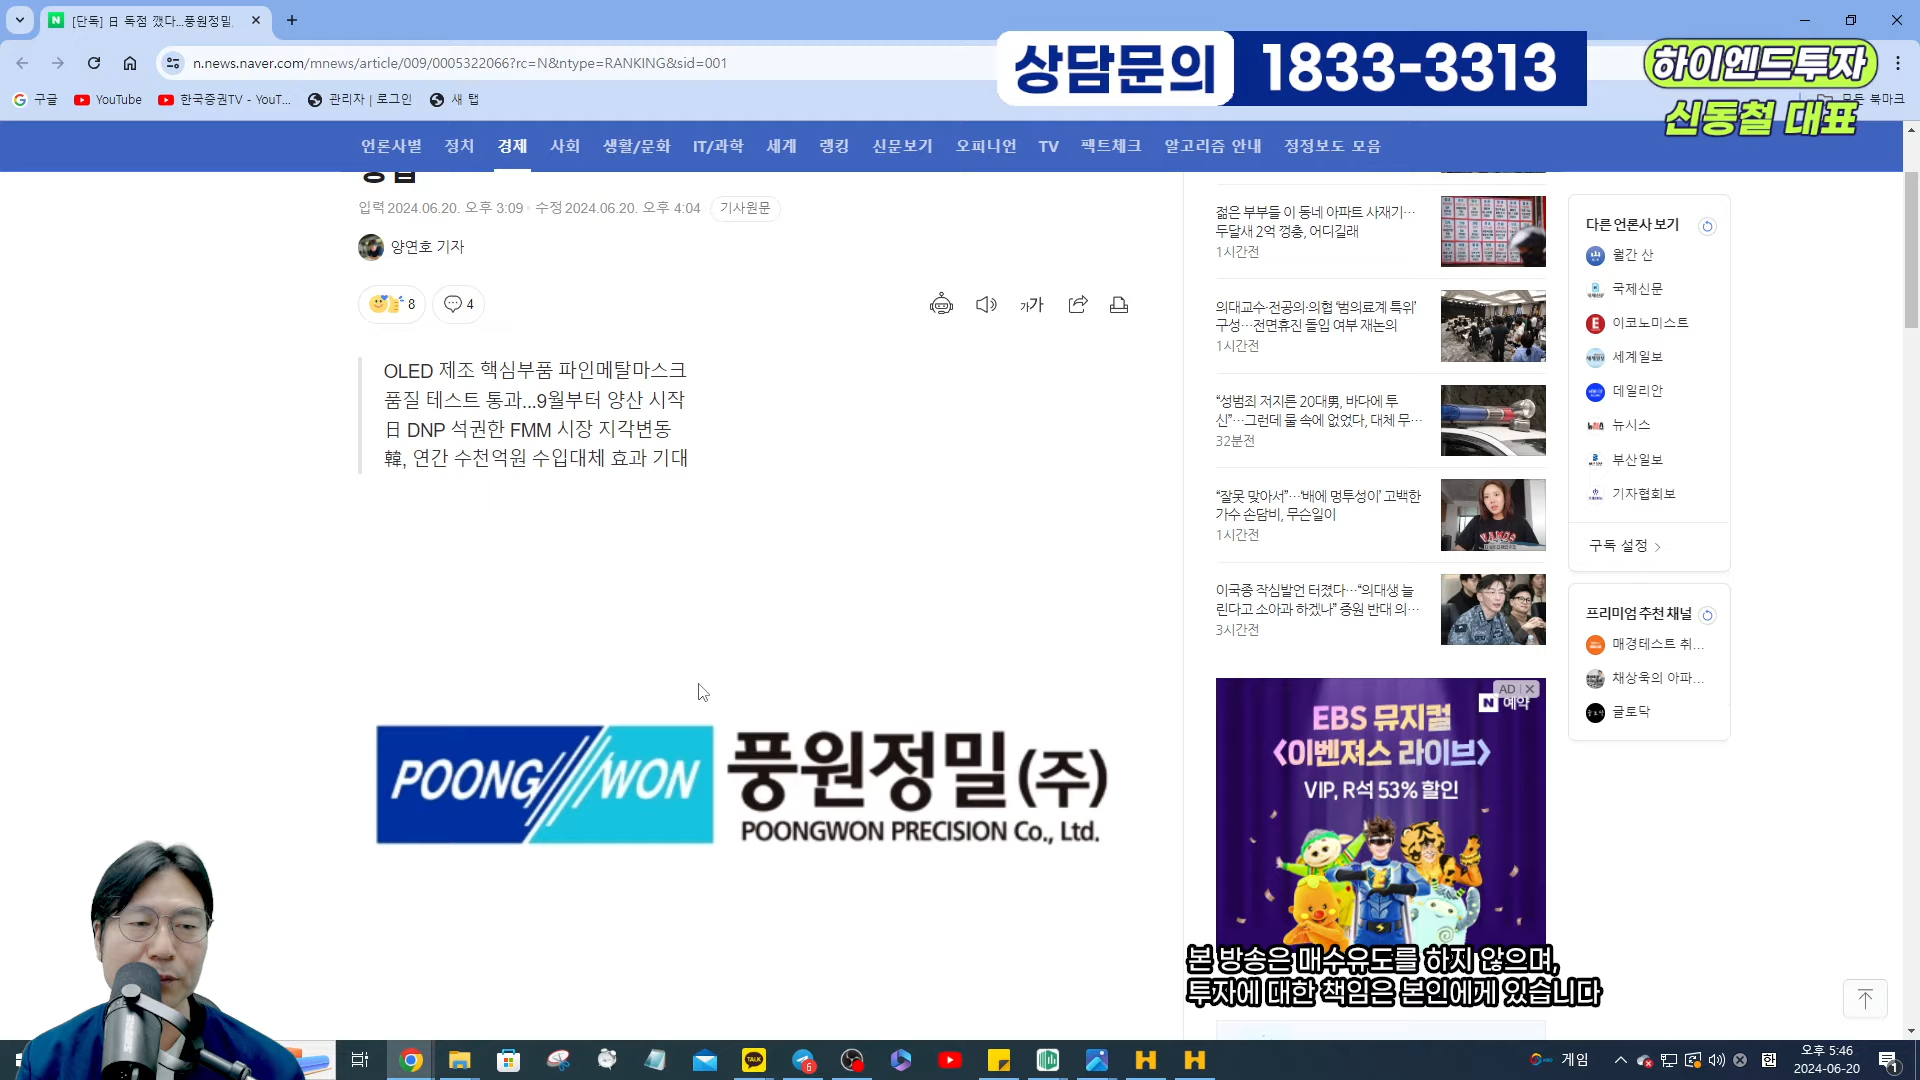 [단독] 日 독점 깼다...풍원정밀,
n.news.naver.com/mnews/article/009/0005322066?rc=N&ntype=RANKING&sid=001
상담문의 1833-3313
하이엔드투자
신동철 대표
구글 YouTube 한국증권TV - YouT... 관리자 | 로그인 새 탭 모든 북마크
언론사별 정치 경제 사회 생활/문화 IT/과학 세계 랭킹 신문보기 오피니언 TV 팩트체크 알고리즘 안내 정정보도 모음
입력 2024.06.20. 오후 3:09 수정 2024.06.20. 오후 4:04 기사원문
양연호 기자
8 4
가가
OLED 제조 핵심부품 파인메탈마스크
품질 테스트 통과...9월부터 양산 시작
日 DNP 석권한 FMM 시장 지각변동
韓, 연간 수천억원 수입대체 효과 기대
POONG WON 풍원정밀(주)
POONGWON PRECISION Co., Ltd.
젊은 부부들 이 동네 아파트 사재기…
두달새 2억 껑충, 어디길래
1시간전
의대교수·전공의·의협 ‘범의료계 특위’
구성…전면휴진 돌입 여부 재논의
1시간전
“성범죄 저지른 20대男, 바다에 투
신”…그런데 물 속에 없었다, 대체 무…
32분전
“잘못 맞아서”…‘배에 멍투성이’ 고백한
가수 손담비, 무슨일이
1시간전
이국종 작심발언 터졌다…“의대생 늘
린다고 소아과 하겠나” 증원 반대 의…
3시간전
AD
N 예약
EBS 뮤지컬
<이벤져스 라이브>
VIP, R석 53% 할인
다른 언론사 보기
월간 산
국제신문
이코노미스트
세계일보
데일리안
뉴시스
부산일보
기자협회보
구독 설정
프리미엄 추천 채널
매경테스트 취...
채상욱의 아파...
글토닥
본 방송은 매수유도를 하지 않으며,
투자에 대한 책임은 본인에게 있습니다
TALK
6
게임
한
오후 5:46
2024-06-20
1